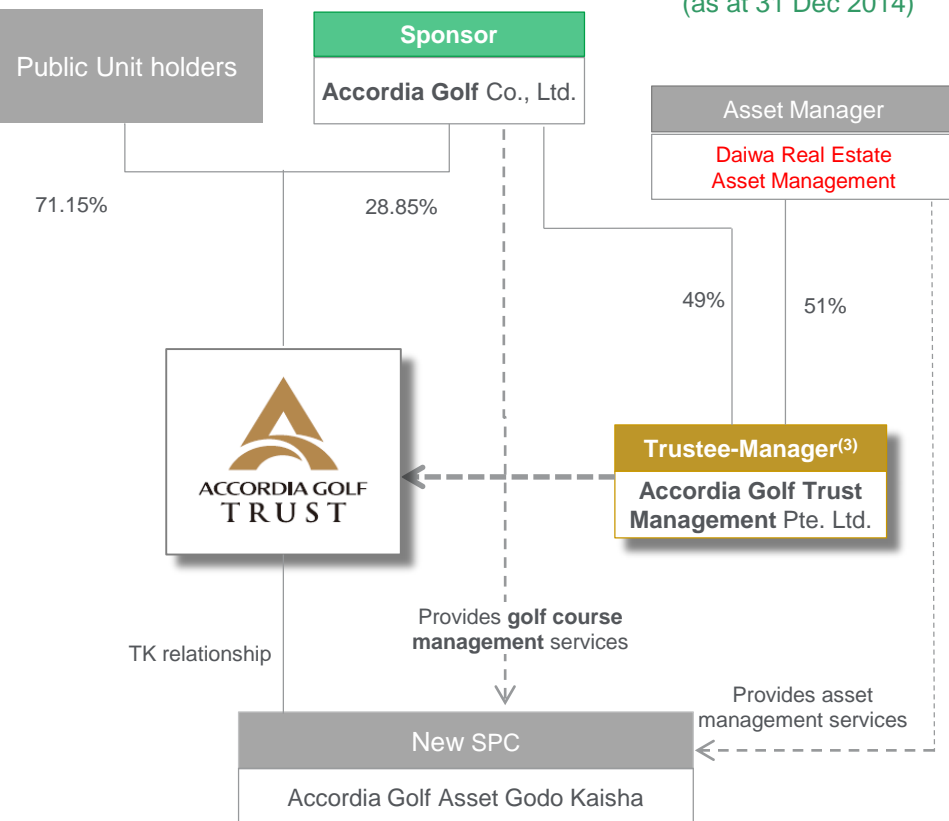 (as at 31 Dec 2014)
Public Unit holders
Sponsor
Accordia Golf Co., Ltd.
Asset Manager
Daiwa Real Estate
Asset Management
71.15%
28.85%
49%
51%
ACCORDIA GOLF
TRUST
Trustee-Manager(3)
Accordia Golf Trust
Management Pte. Ltd.
TK relationship
Provides golf course
management services
Provides asset
management services
New SPC
Accordia Golf Asset Godo Kaisha